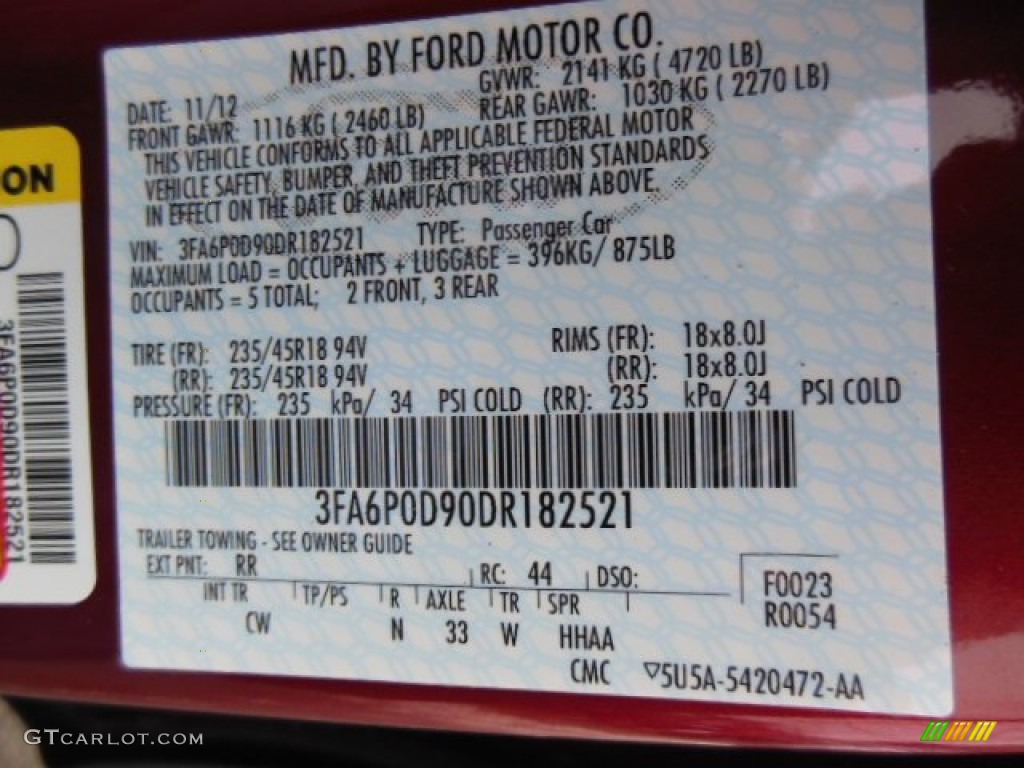 MFD. BY FORD MOTOR CO.
DATE: 11/12 GVWR: 2141 KG ( 4720 LB)
FRONT GAWR: 1116 KG ( 2460 LB) REAR GAWR: 1030 KG ( 2270 LB)
THIS VEHICLE CONFORMS TO ALL APPLICABLE FEDERAL MOTOR
VEHICLE SAFETY, BUMPER, AND THEFT PREVENTION STANDARDS
IN EFFECT ON THE DATE OF MANUFACTURE SHOWN ABOVE.
VIN: 3FA6P0D90DR182521 TYPE: Passenger Car
MAXIMUM LOAD = OCCUPANTS + LUGGAGE = 396KG/ 875LB
OCCUPANTS = 5 TOTAL; 2 FRONT, 3 REAR
TIRE (FR): 235/45R18 94V RIMS (FR): 18x8.0J
(RR): 235/45R18 94V (RR): 18x8.0J
PRESSURE (FR): 235 kPa/ 34 PSI COLD (RR): 235 kPa/ 34 PSI COLD
3FA6P0D90DR182521
TRAILER TOWING - SEE OWNER GUIDE
EXT PNT: RR RC: 44 DSO: F0023
INT TR TP/PS R AXLE TR SPR R0054
CW N 33 W HHAA
CMC ▽5U5A-5420472-AA
ON
3FA6P0D90DR182521
GTCARLOT.COM